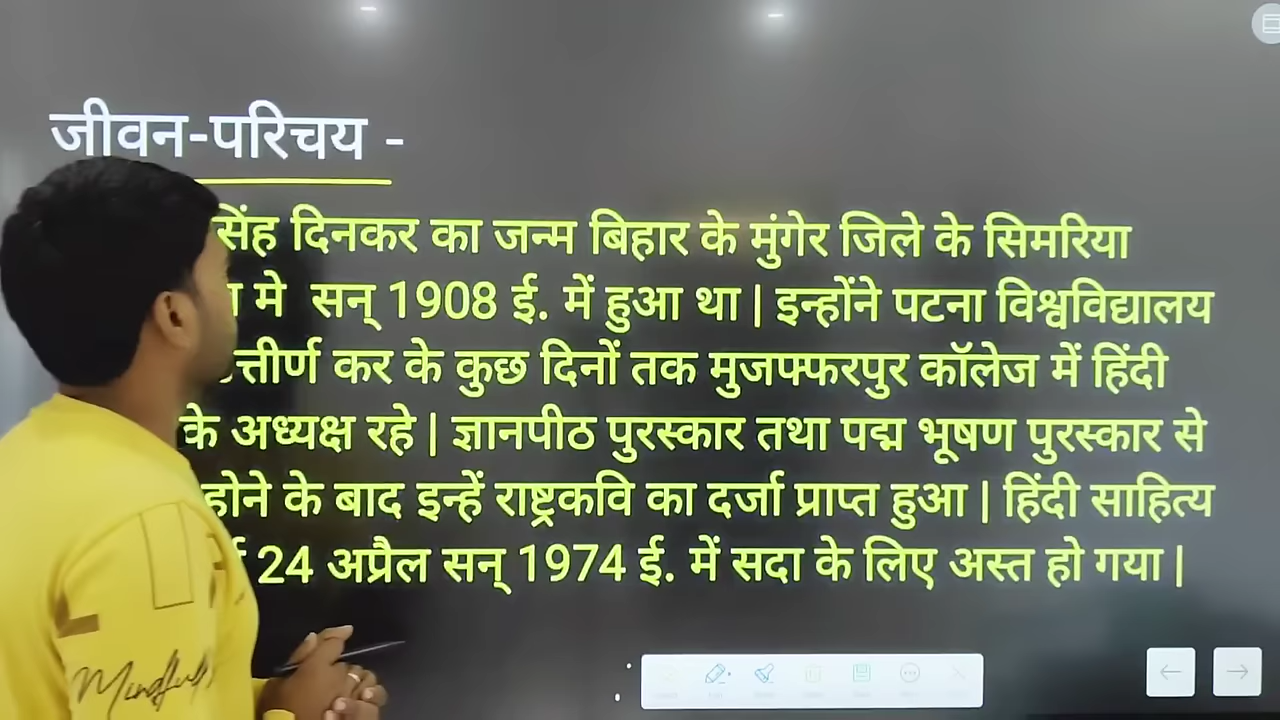 जीवन-परिचय -
सिंह दिनकर का जन्म बिहार के मुंगेर जिले के सिमरिया
मे सन् 1908 ई. में हुआ था | इन्होंने पटना विश्वविद्यालय
कर के कुछ दिनों तक मुजफ्फरपुर कॉलेज में हिंदी
के अध्यक्ष रहे | ज्ञानपीठ पुरस्कार तथा पद्म भूषण पुरस्कार से
होने के बाद इन्हें राष्ट्रकवि का दर्जा प्राप्त हुआ | हिंदी साहित्य
24 अप्रैल सन् 1974 ई. में सदा के लिए अस्त हो गया |
Mindful